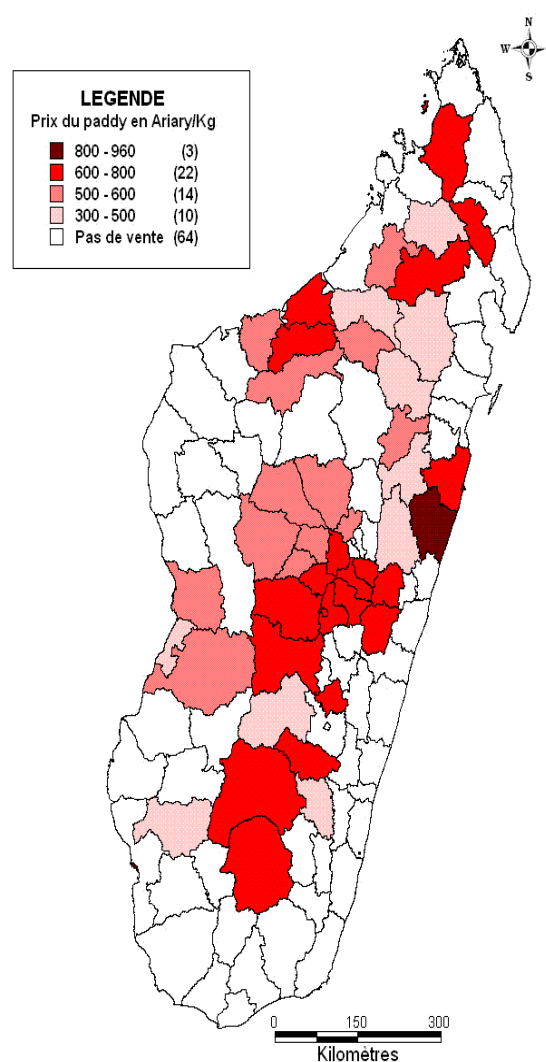 N
W E
S
LEGENDE
Prix du paddy en Ariary/Kg
800 - 960 (3)
600 - 800 (22)
500 - 600 (14)
300 - 500 (10)
Pas de vente (64)
0 150 300
Kilomètres